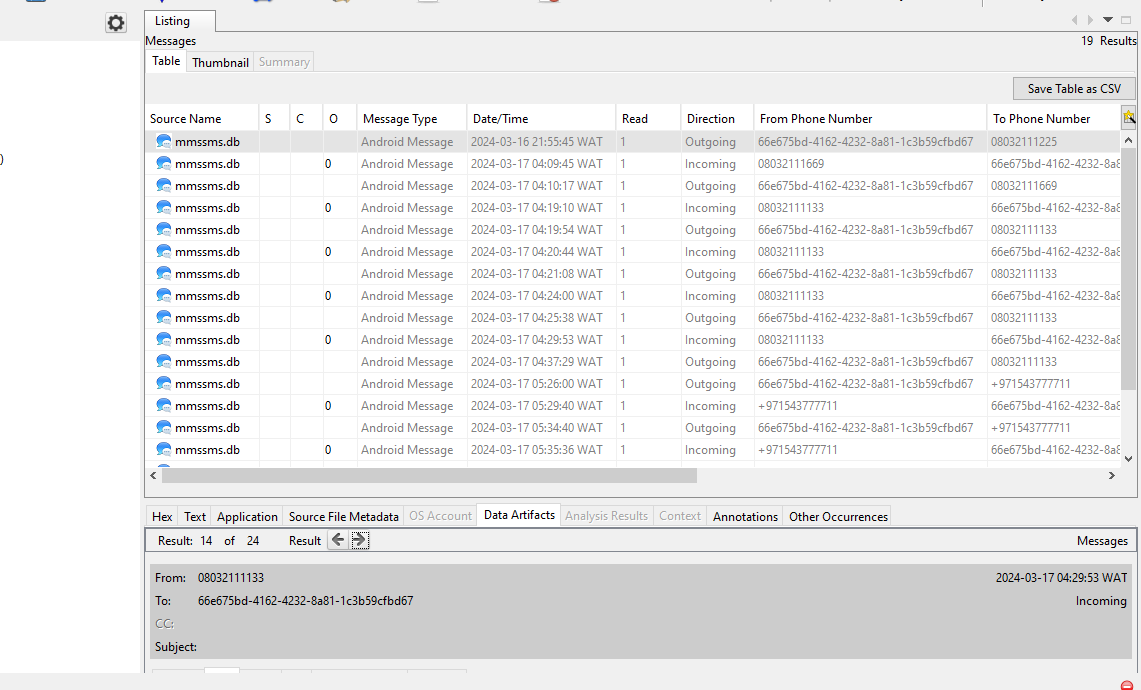 Listing
Messages 19 Results
Table Thumbnail Summary
Save Table as CSV
Source Name S C O Message Type Date/Time Read Direction From Phone Number To Phone Number
mmssms.db Android Message 2024-03-16 21:55:45 WAT 1 Outgoing 66e675bd-4162-4232-8a81-1c3b59cfbd67 08032111225
)
mmssms.db 0 Android Message 2024-03-17 04:09:45 WAT 1 Incoming 08032111669 66e675bd-4162-4232-8a8
mmssms.db Android Message 2024-03-17 04:10:17 WAT 1 Outgoing 66e675bd-4162-4232-8a81-1c3b59cfbd67 08032111669
mmssms.db 0 Android Message 2024-03-17 04:19:10 WAT 1 Incoming 08032111133 66e675bd-4162-4232-8a8
mmssms.db Android Message 2024-03-17 04:19:54 WAT 1 Outgoing 66e675bd-4162-4232-8a81-1c3b59cfbd67 08032111133
mmssms.db 0 Android Message 2024-03-17 04:20:44 WAT 1 Incoming 08032111133 66e675bd-4162-4232-8a8
mmssms.db Android Message 2024-03-17 04:21:08 WAT 1 Outgoing 66e675bd-4162-4232-8a81-1c3b59cfbd67 08032111133
mmssms.db 0 Android Message 2024-03-17 04:24:00 WAT 1 Incoming 08032111133 66e675bd-4162-4232-8a8
mmssms.db Android Message 2024-03-17 04:25:38 WAT 1 Outgoing 66e675bd-4162-4232-8a81-1c3b59cfbd67 08032111133
mmssms.db 0 Android Message 2024-03-17 04:29:53 WAT 1 Incoming 08032111133 66e675bd-4162-4232-8a8
mmssms.db Android Message 2024-03-17 04:37:29 WAT 1 Outgoing 66e675bd-4162-4232-8a81-1c3b59cfbd67 08032111133
mmssms.db Android Message 2024-03-17 05:26:00 WAT 1 Outgoing 66e675bd-4162-4232-8a81-1c3b59cfbd67 +971543777711
mmssms.db 0 Android Message 2024-03-17 05:29:40 WAT 1 Incoming +971543777711 66e675bd-4162-4232-8a8
mmssms.db Android Message 2024-03-17 05:34:40 WAT 1 Outgoing 66e675bd-4162-4232-8a81-1c3b59cfbd67 +971543777711
mmssms.db 0 Android Message 2024-03-17 05:35:36 WAT 1 Incoming +971543777711 66e675bd-4162-4232-8a8
Hex Text Application Source File Metadata OS Account Data Artifacts Analysis Results Context Annotations Other Occurrences
Result: 14 of 24 Result Messages
From: 08032111133 2024-03-17 04:29:53 WAT
To: 66e675bd-4162-4232-8a81-1c3b59cfbd67 Incoming
CC:
Subject: